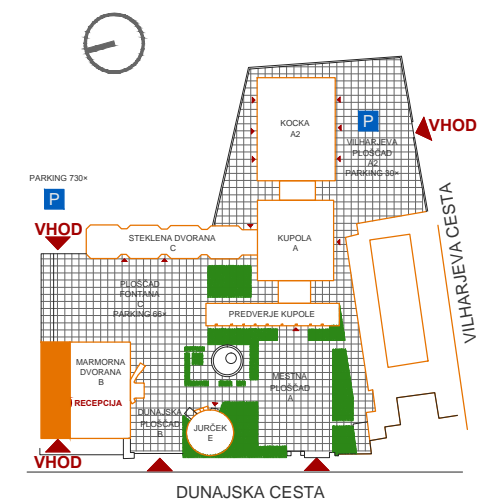 KOCKA
A2
P
VHOD
VILHARJEVA
PLOŠČAD
A2
PARKING 30×
PARKING 730×
P
VHOD
STEKLENA DVORANA
C
KUPOLA
A
VILHARJEVA CESTA
PLOŠČAD
FONTANA
C
PARKING 66×
PREDVERJE KUPOLE
MARMORNA
DVORANA
B
MESTNA
PLOŠČAD
A
i RECEPCIJA
DUNAJSKA
PLOŠČAD
B
JURČEK
E
VHOD
DUNAJSKA CESTA